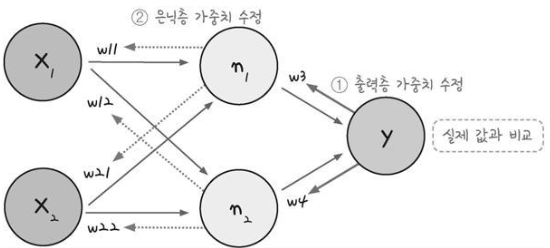 ② 은닉층 가중치 수정
w11
x1
n1
w3
① 출력층 가중치 수정
w12
y
실제 값과 비교
w21
x2
n2
w4
w22